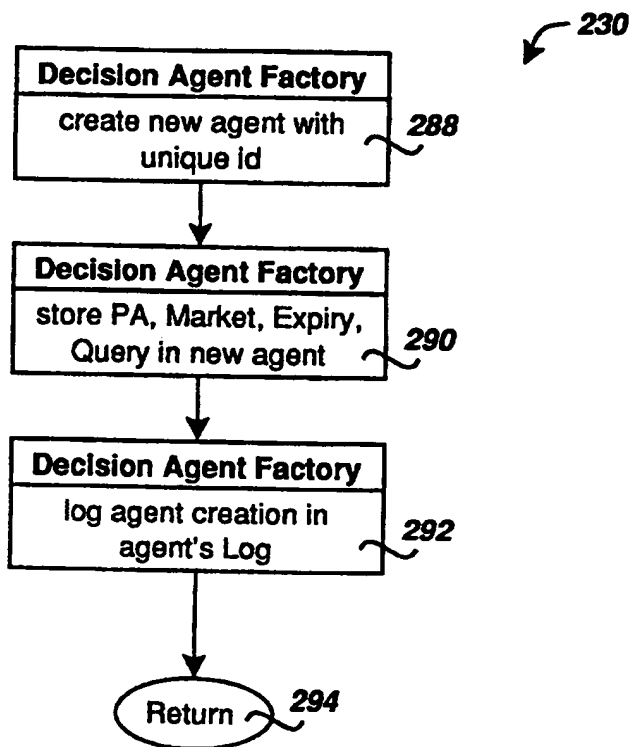 230
Decision Agent Factory
create new agent with
unique id
288
Decision Agent Factory
store PA, Market, Expiry,
Query in new agent
290
Decision Agent Factory
log agent creation in
agent's Log
292
Return
294